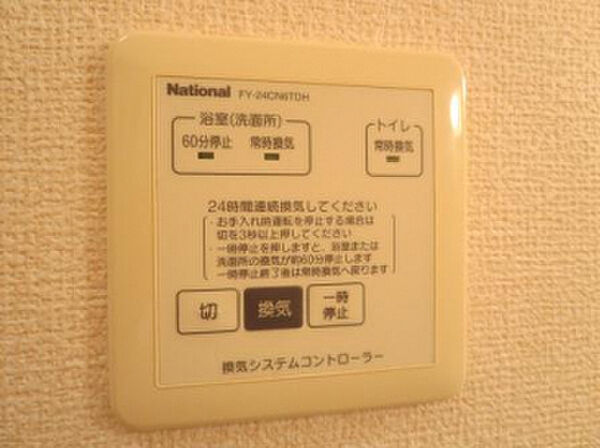 National FY-24CN6TDH
浴室(洗面所)
60分停止 常時換気
トイレ
常時換気
24時間連続換気してください
・お手入れ時運転を停止する場合は
切を3秒以上押してください
・一時停止を押しますと、浴室または
洗面所の換気が約60分停止します
一時停止終了後は常時換気へ戻ります
切 換気 一時停止
換気システムコントローラー